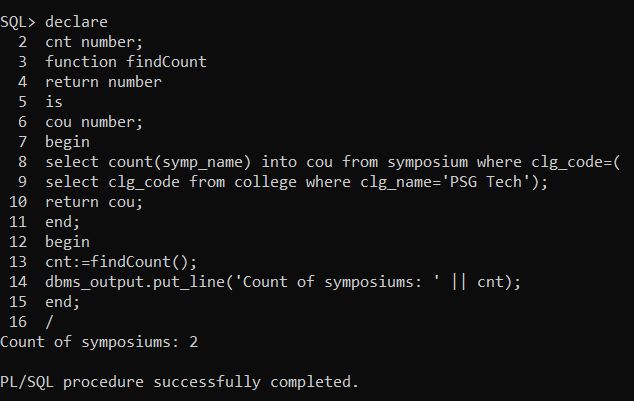 SQL> declare
  2  cnt number;
  3  function findCount
  4  return number
  5  is
  6  cou number;
  7  begin
  8  select count(symp_name) into cou from symposium where clg_code=(
  9  select clg_code from college where clg_name='PSG Tech');
 10  return cou;
 11  end;
 12  begin
 13  cnt:=findCount();
 14  dbms_output.put_line('Count of symposiums: ' || cnt);
 15  end;
 16  /
Count of symposiums: 2

PL/SQL procedure successfully completed.